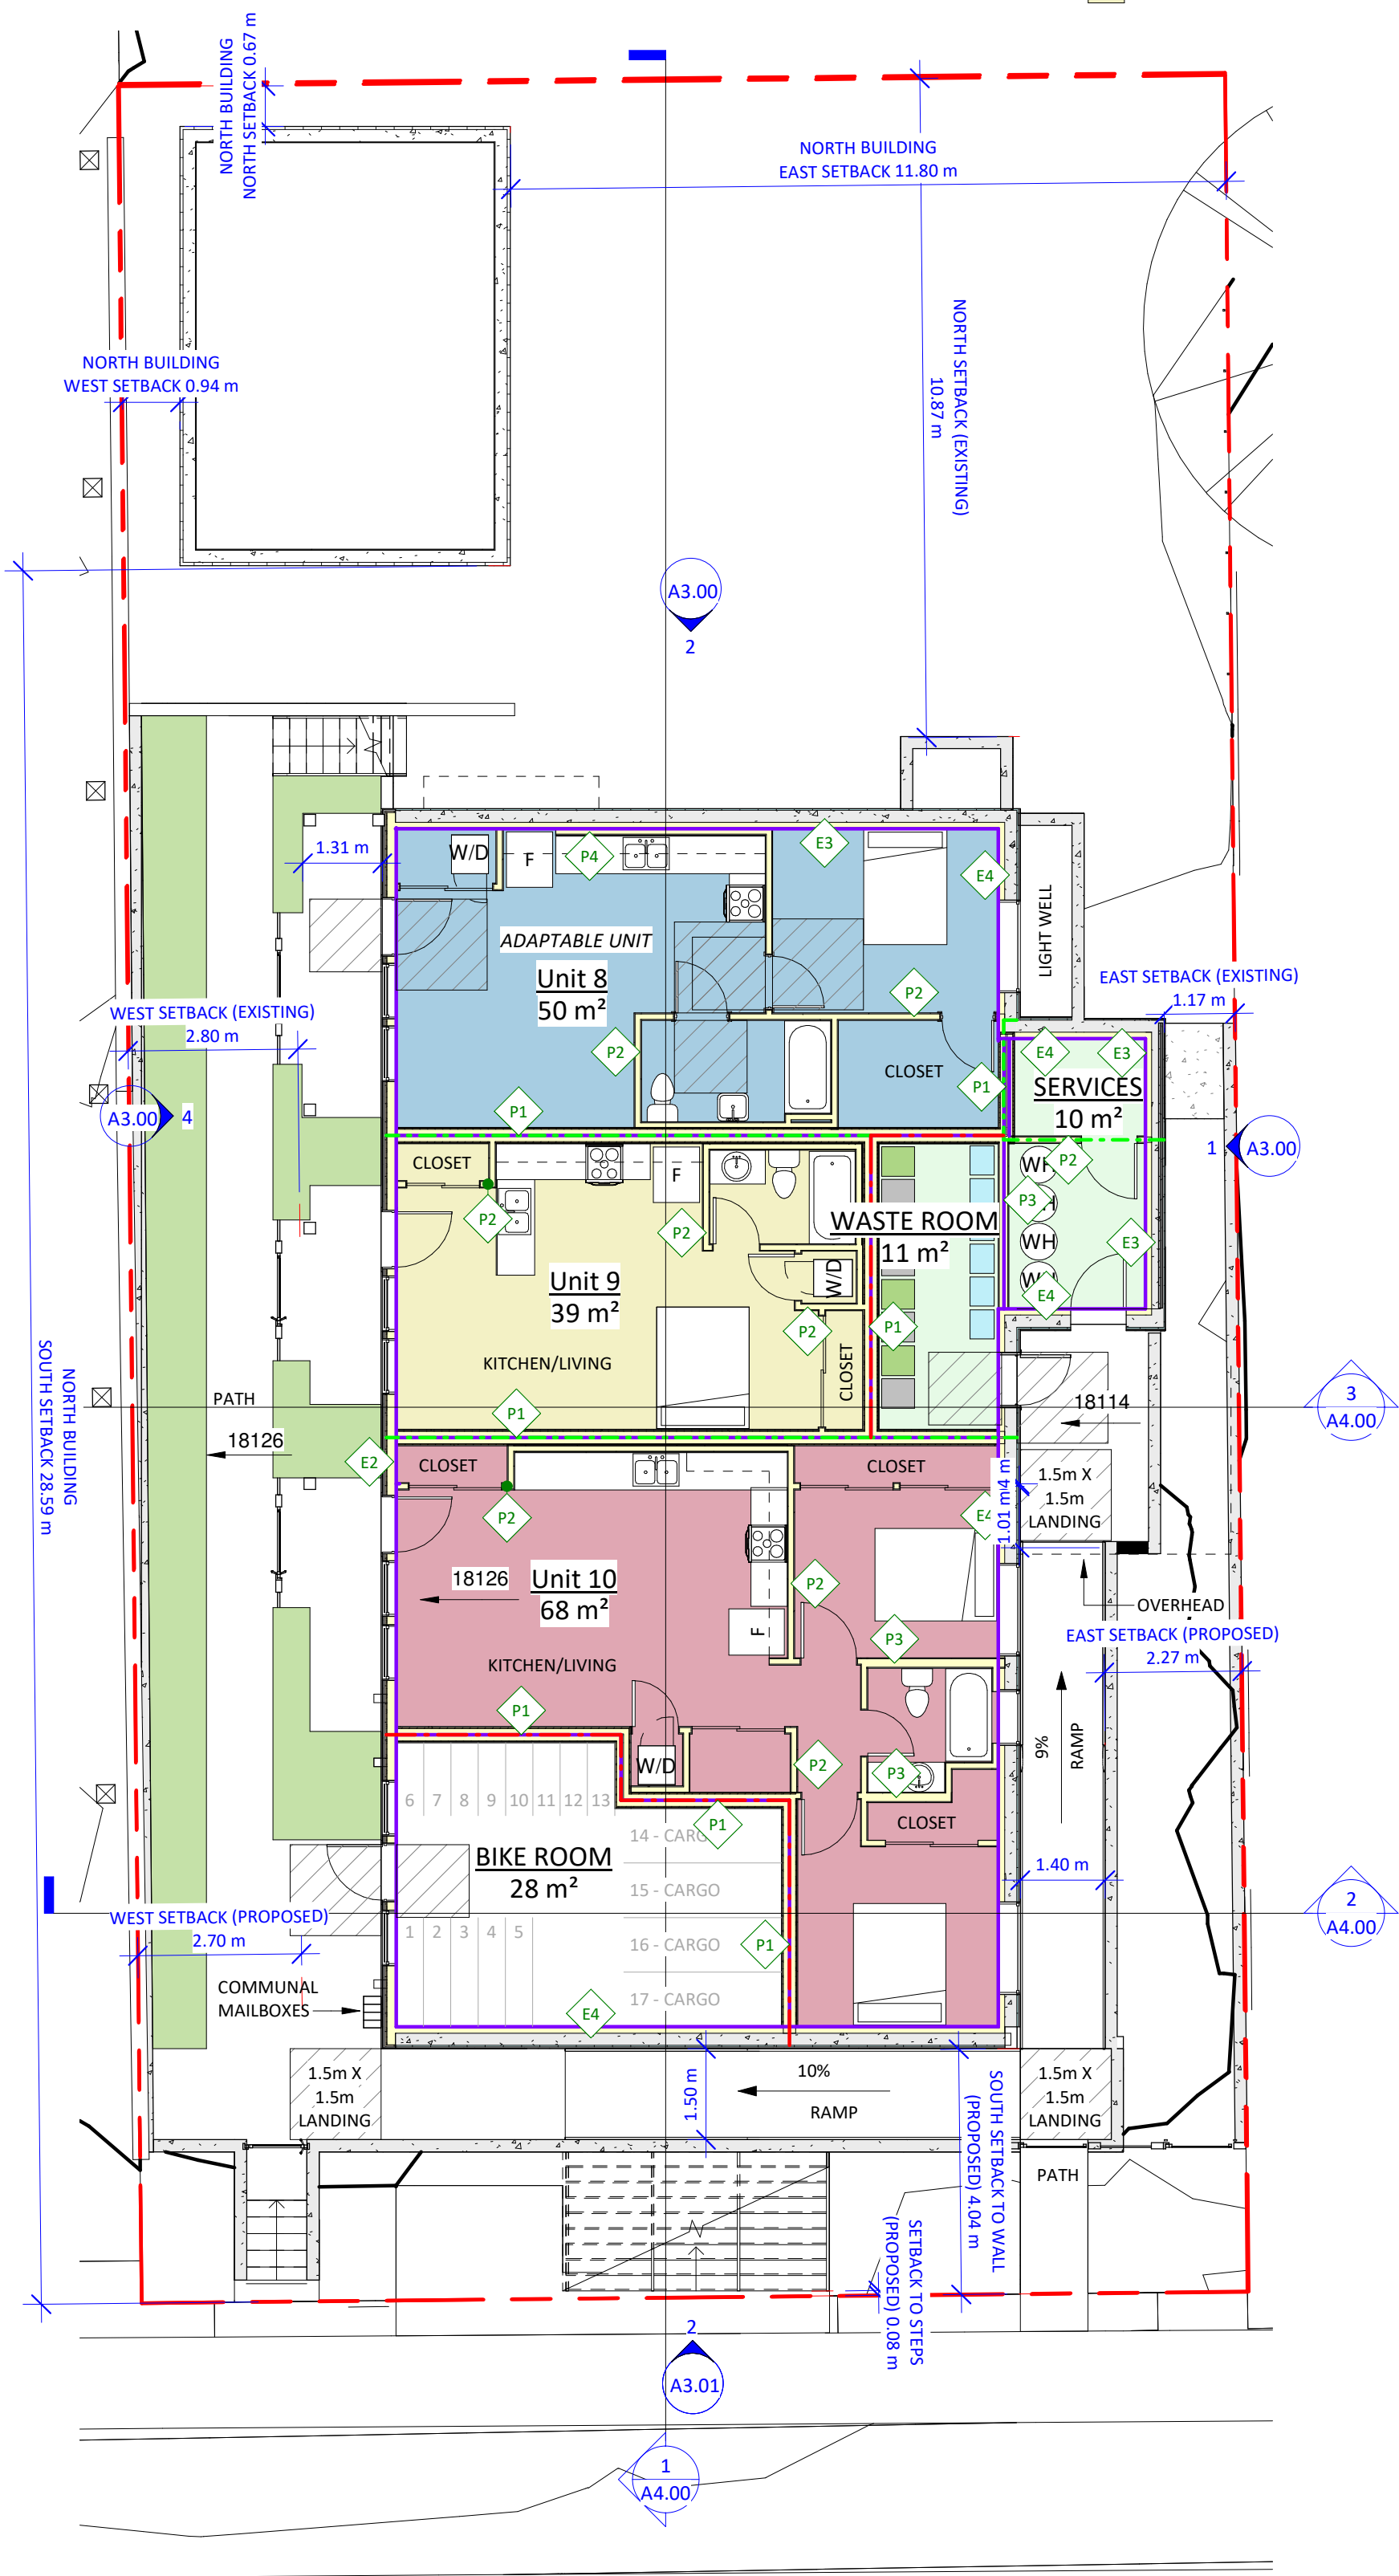 NORTH BUILDING
NORTH SETBACK 0.67 m
NORTH BUILDING
EAST SETBACK 11.80 m
NORTH BUILDING
WEST SETBACK 0.94 m
NORTH SETBACK (EXISTING)
10.87 m
A3.00
2
1.31 m
W/D
F
P4
E3
E4
ADAPTABLE UNIT
Unit 8
50 m²
LIGHT WELL
P2
EAST SETBACK (EXISTING)
1.17 m
WEST SETBACK (EXISTING)
2.80 m
P2
CLOSET
P1
E4
E3
SERVICES
10 m²
A3.00
4
P1
1
A3.00
CLOSET
F
P2
P2
P2
P3
WH
WASTE ROOM
11 m²
E3
Unit 9
39 m²
W/D
E4
P2
P1
CLOSET
KITCHEN/LIVING
P1
PATH
18126
18114
3
A4.00
NORTH BUILDING
SOUTH SETBACK 28.59 m
E2
CLOSET
CLOSET
1.01 m
4 m
1.5m X
1.5m
LANDING
P2
E4
18126
Unit 10
68 m²
P2
F
P3
OVERHEAD
EAST SETBACK (PROPOSED)
2.27 m
KITCHEN/LIVING
P1
9%
RAMP
W/D
P2
P3
6
7
8
9
10
11
12
13
P1
CLOSET
14 - CARG
BIKE ROOM
28 m²
1.40 m
15 - CARGO
2
A4.00
WEST SETBACK (PROPOSED)
2.70 m
1
2
3
4
5
16 - CARGO
P1
COMMUNAL
MAILBOXES
E4
17 - CARGO
1.5m X
1.5m
LANDING
1.50 m
10%
RAMP
SOUTH SETBACK TO WALL
(PROPOSED) 4.04 m
1.5m X
1.5m
LANDING
PATH
SETBACK TO STEPS
(PROPOSED) 0.08 m
2
A3.01
1
A4.00